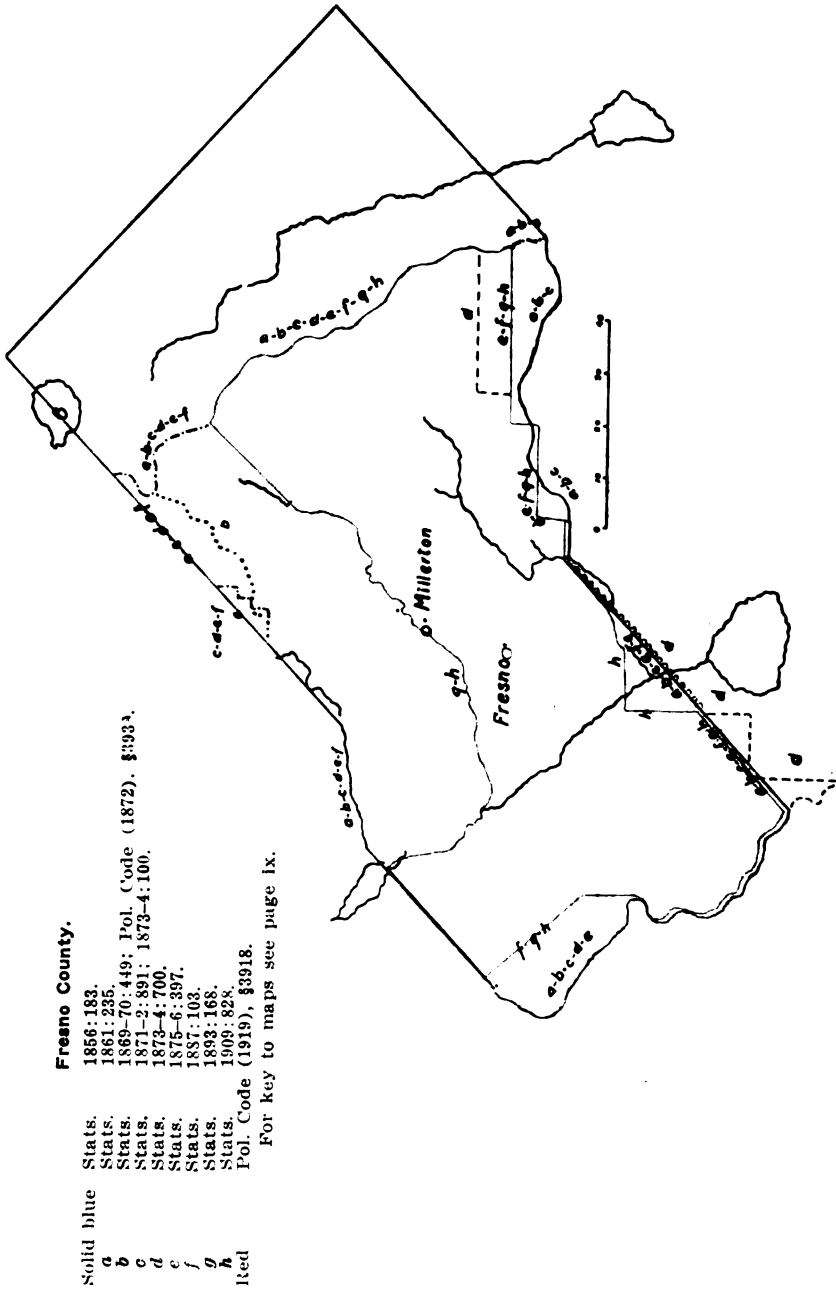 Fresno County.
Solid blue Stats. 1856:183.
a Stats. 1861:235.
b Stats. 1869–70:449; Pol. Code (1872), §3932.
c Stats. 1871–2:891; 1873–4:100.
d Stats. 1873–4:700.
e Stats. 1875–6:397.
f Stats. 1887:103.
g Stats. 1893:168.
h Stats. 1909:828.
Red Pol. Code (1919), §3918.
For key to maps see page ix.
a-b-c-d-e-f
c-d-e-f
a-b-c-d-e-f
b
a-b-c-d-e-f-g-h
g-h
Millerton
Fresno
f-g-h
a-b-c-d-e
d
e-f-g-h
a-b-c
e-f-g-h
h
h
d
d
d
0